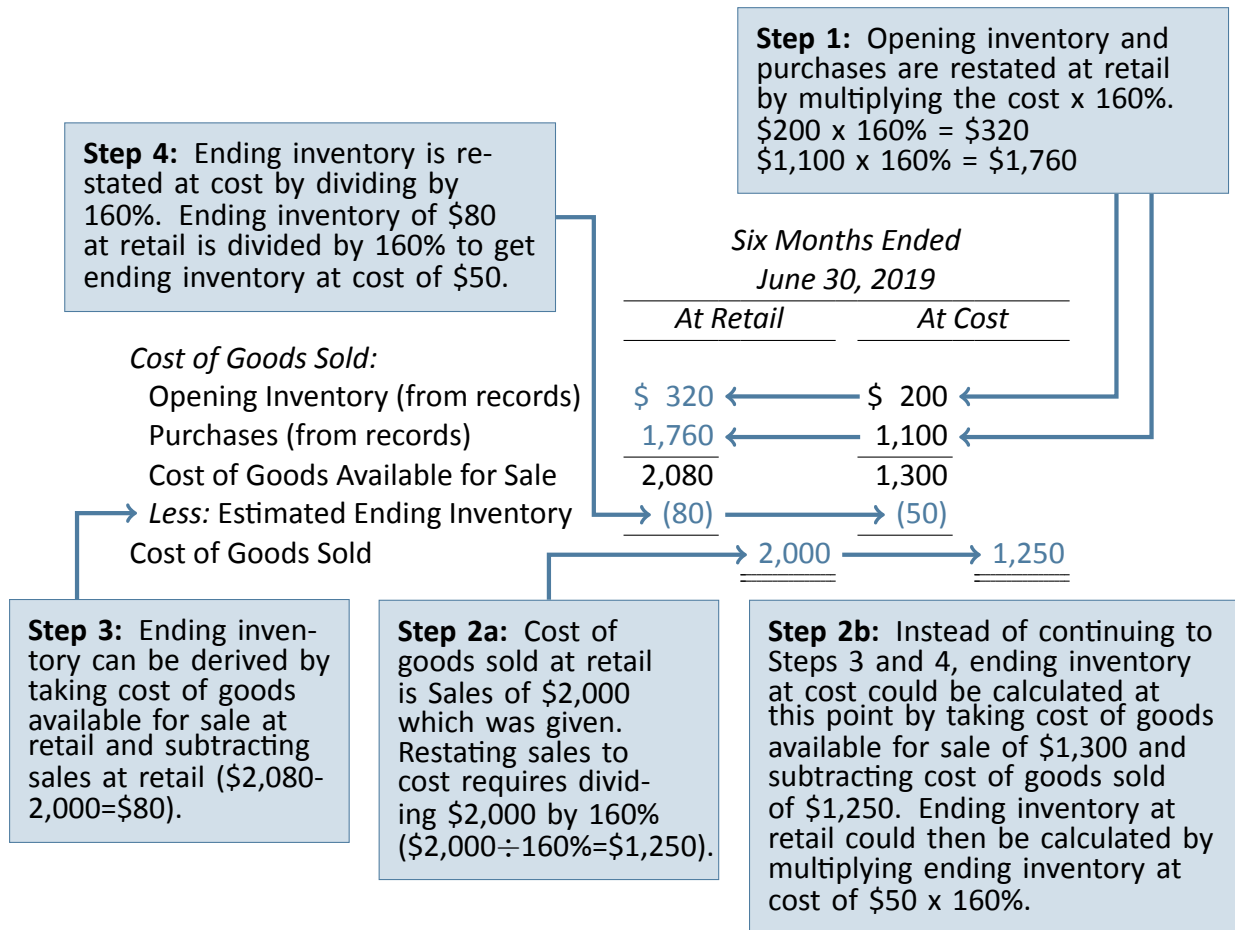 Step 1: Opening inventory and
purchases are restated at retail
by multiplying the cost x 160%.
$200 x 160% = $320
$1,100 x 160% = $1,760
Step 4: Ending inventory is re-
stated at cost by dividing by
160%. Ending inventory of $80
at retail is divided by 160% to get
ending inventory at cost of $50.
Six Months Ended
June 30, 2019
At Retail At Cost
Cost of Goods Sold:
Opening Inventory (from records) $ 320 $ 200
Purchases (from records) 1,760 1,100
Cost of Goods Available for Sale 2,080 1,300
Less: Estimated Ending Inventory (80) (50)
Cost of Goods Sold 2,000 1,250
Step 3: Ending inven-
tory can be derived by
taking cost of goods
available for sale at
retail and subtracting
sales at retail ($2,080-
2,000=$80).
Step 2a: Cost of
goods sold at retail
is Sales of $2,000
which was given.
Restating sales to
cost requires divid-
ing $2,000 by 160%
($2,000÷160%=$1,250).
Step 2b: Instead of continuing to
Steps 3 and 4, ending inventory
at cost could be calculated at
this point by taking cost of goods
available for sale of $1,300 and
subtracting cost of goods sold
of $1,250. Ending inventory at
retail could then be calculated by
multiplying ending inventory at
cost of $50 x 160%.